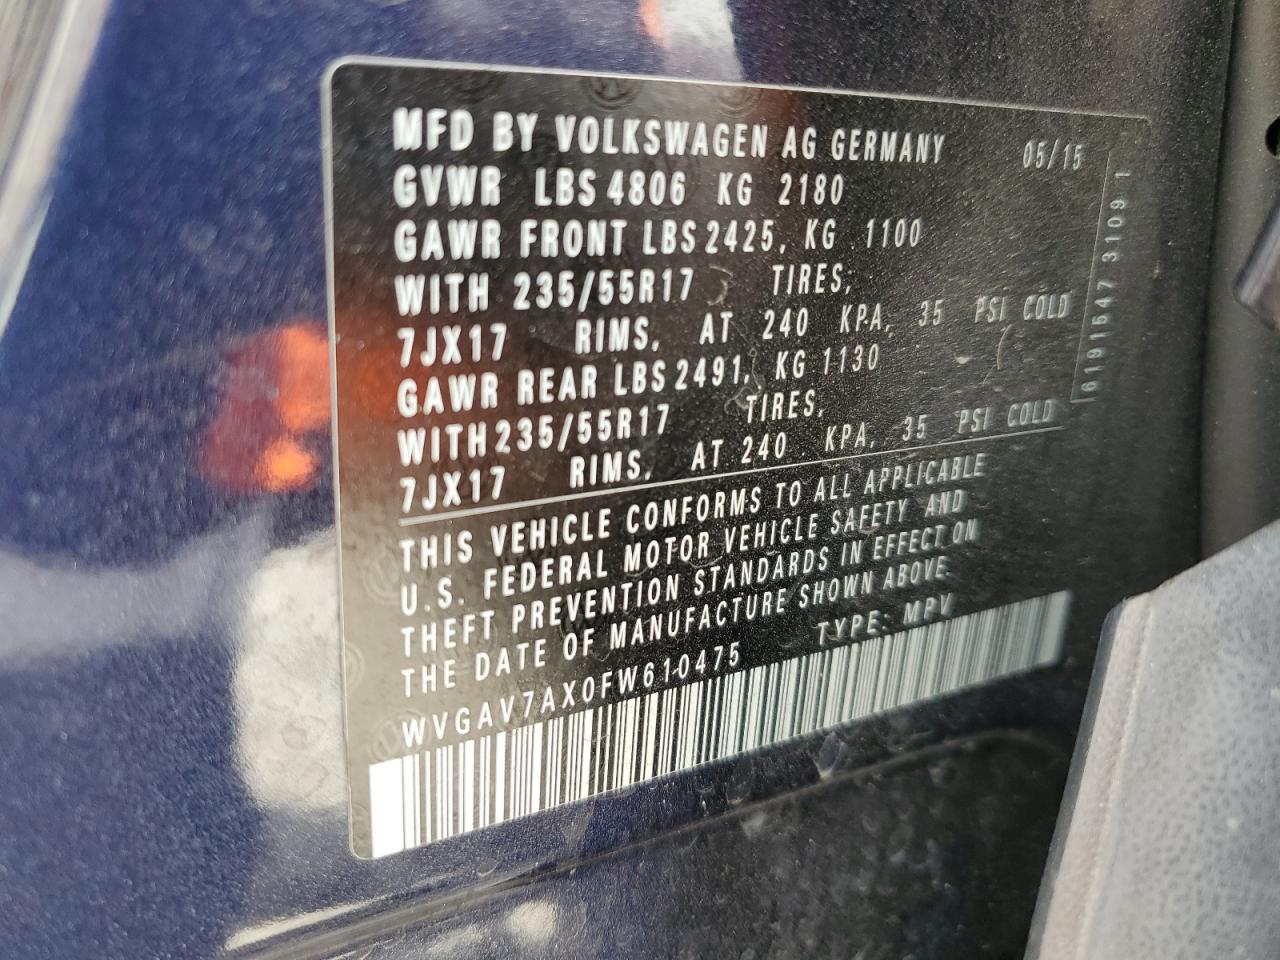 MFD BY VOLKSWAGEN AG GERMANY 05/15
GVWR LBS 4806 KG 2180
GAWR FRONT LBS 2425, KG 1100
WITH 235/55R17 TIRES,
7JX17 RIMS, AT 240 KPA, 35 PSI COLD
GAWR REAR LBS 2491, KG 1130
WITH 235/55R17 TIRES,
7JX17 RIMS, AT 240 KPA, 35 PSI COLD
THIS VEHICLE CONFORMS TO ALL APPLICABLE
U.S. FEDERAL MOTOR VEHICLE SAFETY AND
THEFT PREVENTION STANDARDS IN EFFECT ON
THE DATE OF MANUFACTURE SHOWN ABOVE
WVGAV7AX0FW610475 TYPE: MPV
6191547 3109 1